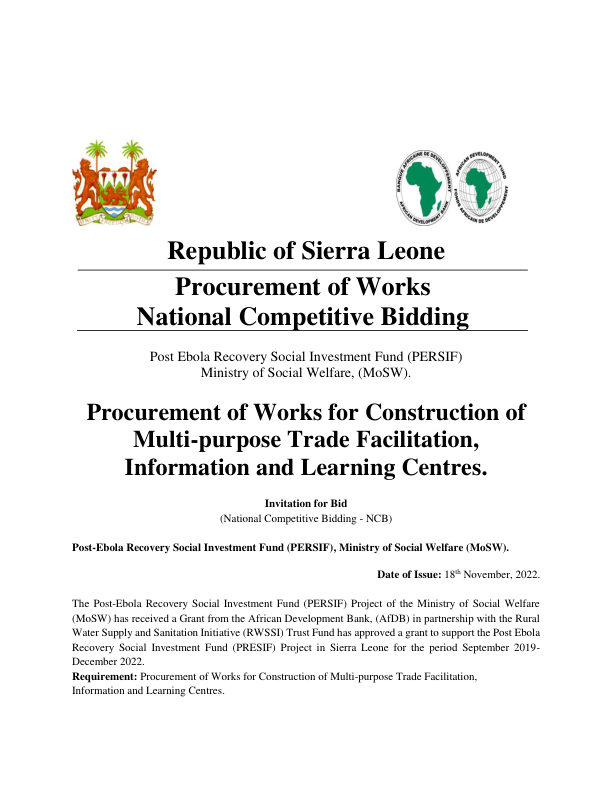 BANQUE AFRICAINE DE DEVELOPPEMENT
AFRICAN DEVELOPMENT BANK
AFRICAN DEVELOPMENT FUND
FONDS AFRICAIN DE DEVELOPPEMENT
Republic of Sierra Leone
Procurement of Works
National Competitive Bidding
Post Ebola Recovery Social Investment Fund (PERSIF)
Ministry of Social Welfare, (MoSW).
Procurement of Works for Construction of
Multi-purpose Trade Facilitation,
Information and Learning Centres.
Invitation for Bid
(National Competitive Bidding - NCB)
Post-Ebola Recovery Social Investment Fund (PERSIF), Ministry of Social Welfare (MoSW).
Date of Issue: 18th November, 2022.
The Post-Ebola Recovery Social Investment Fund (PERSIF) Project of the Ministry of Social Welfare
(MoSW) has received a Grant from the African Development Bank, (AfDB) in partnership with the Rural
Water Supply and Sanitation Initiative (RWSSI) Trust Fund has approved a grant to support the Post Ebola
Recovery Social Investment Fund (PRESIF) Project in Sierra Leone for the period September 2019-
December 2022.
Requirement: Procurement of Works for Construction of Multi-purpose Trade Facilitation,
Information and Learning Centres.